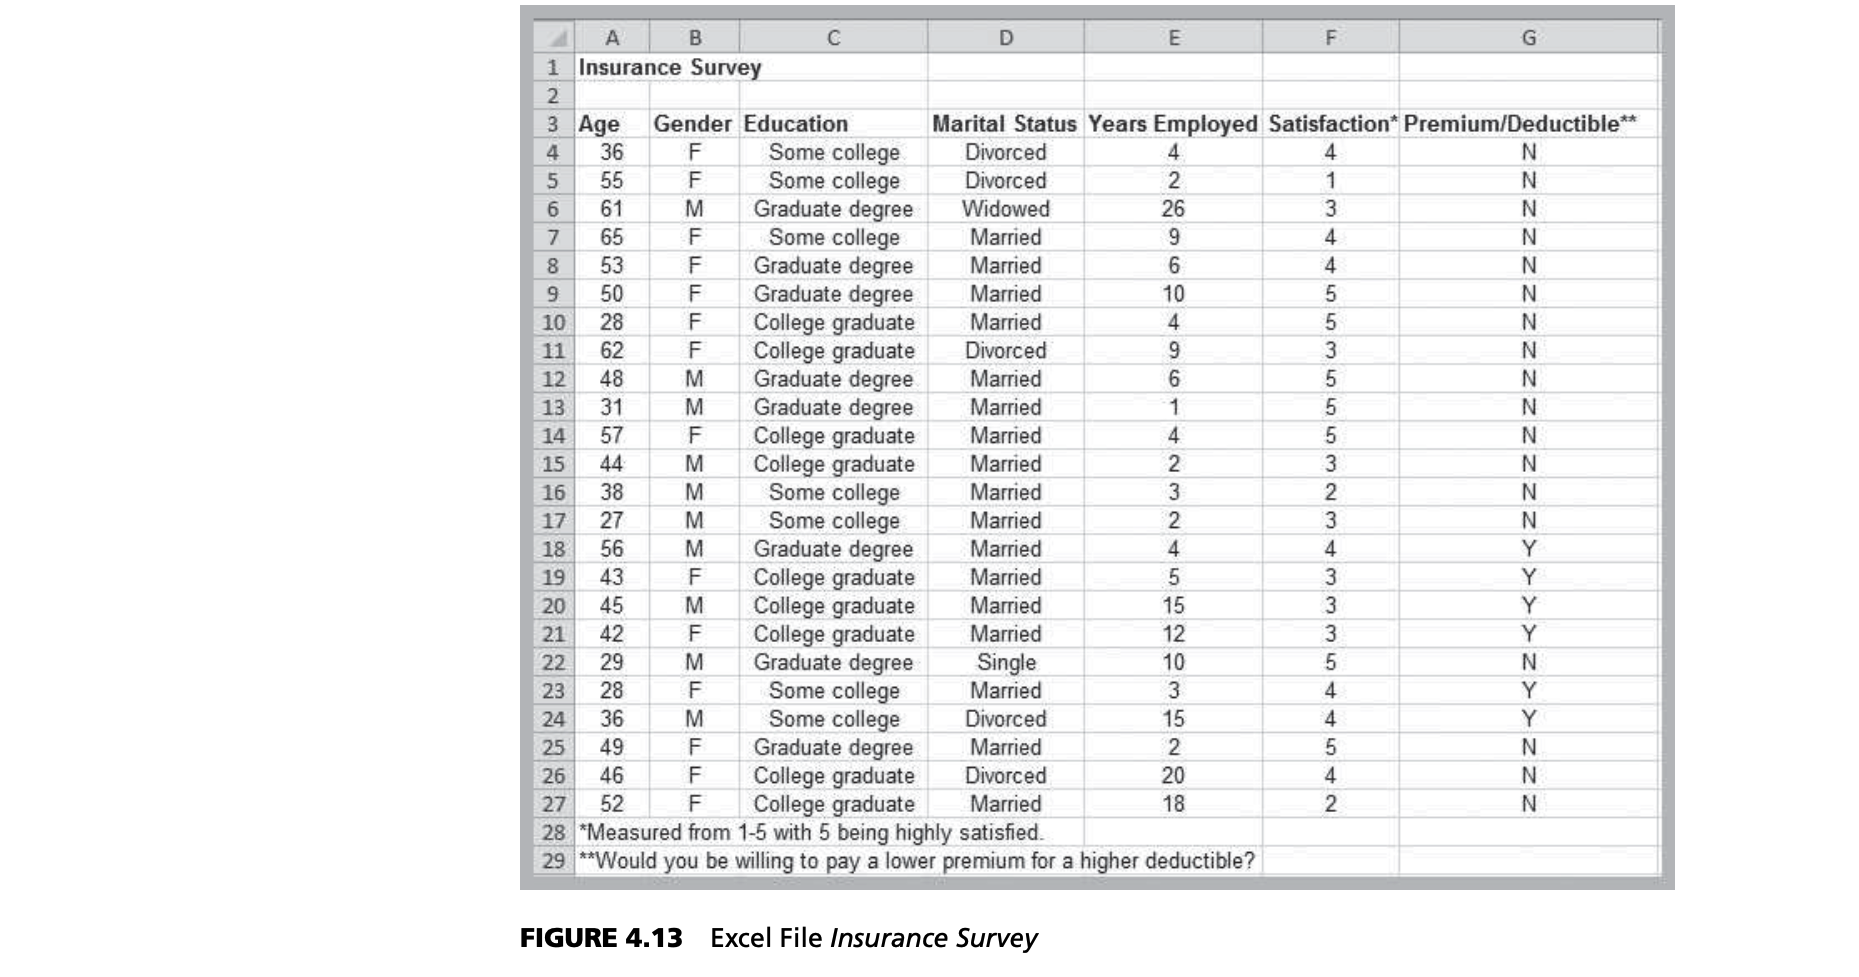 A B C D E F G
1 Insurance Survey
2
3 Age Gender Education Marital Status Years Employed Satisfaction* Premium/Deductible**
4 36 F Some college Divorced 4 4 N
5 55 F Some college Divorced 2 1 N
6 61 M Graduate degree Widowed 26 3 N
7 65 F Some college Married 9 4 N
8 53 F Graduate degree Married 6 4 N
9 50 F Graduate degree Married 10 5 N
10 28 F College graduate Married 4 5 N
11 62 F College graduate Divorced 9 3 N
12 48 M Graduate degree Married 6 5 N
13 31 M Graduate degree Married 1 5 N
14 57 F College graduate Married 4 5 N
15 44 M College graduate Married 2 3 N
16 38 M Some college Married 3 2 N
17 27 M Some college Married 2 3 N
18 56 M Graduate degree Married 4 4 Y
19 43 F College graduate Married 5 3 Y
20 45 M College graduate Married 15 3 Y
21 42 F College graduate Married 12 3 Y
22 29 M Graduate degree Single 10 5 N
23 28 F Some college Married 3 4 Y
24 36 M Some college Divorced 15 4 Y
25 49 F Graduate degree Married 2 5 N
26 46 F College graduate Divorced 20 4 N
27 52 F College graduate Married 18 2 N
28 *Measured from 1-5 with 5 being highly satisfied.
29 **Would you be willing to pay a lower premium for a higher deductible?
FIGURE 4.13 Excel File Insurance Survey